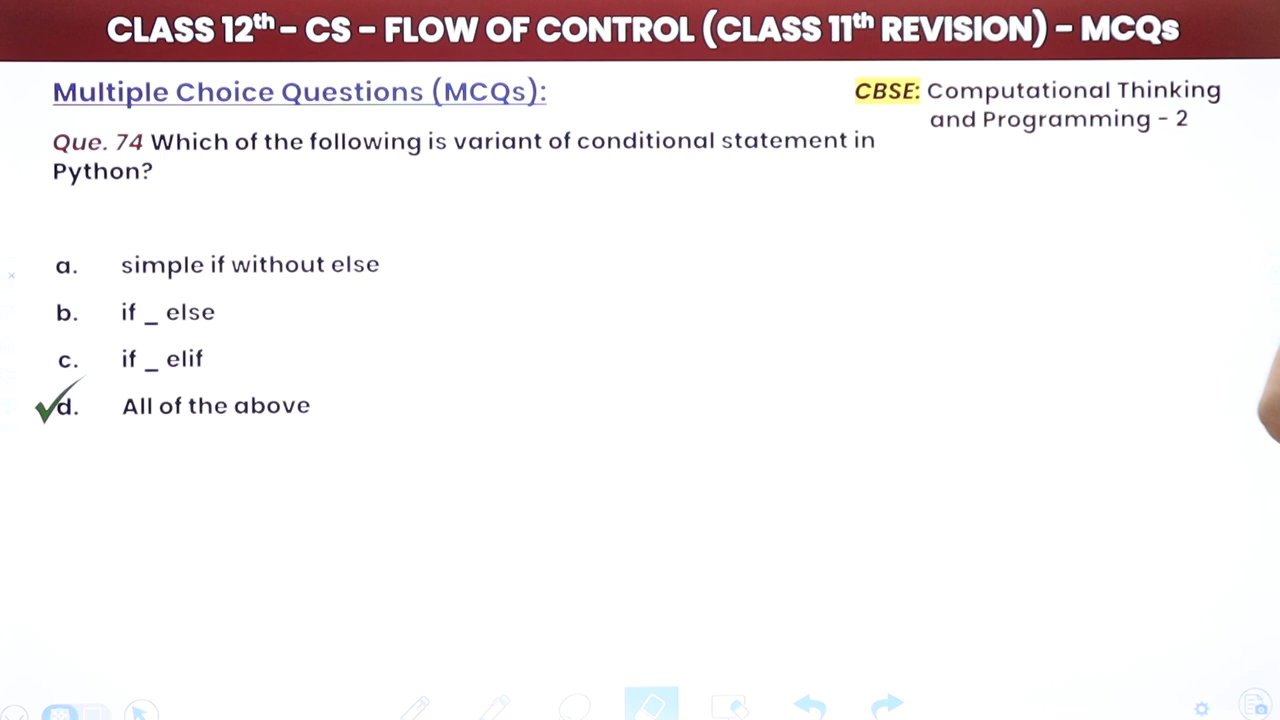 CLASS 12th - CS - FLOW OF CONTROL (CLASS 11th REVISION) - MCQs
Multiple Choice Questions (MCQs):
CBSE: Computational Thinking
and Programming - 2
Que. 74 Which of the following is variant of conditional statement in
Python?
a. simple if without else
b. if _ else
c. if _ elif
d. All of the above